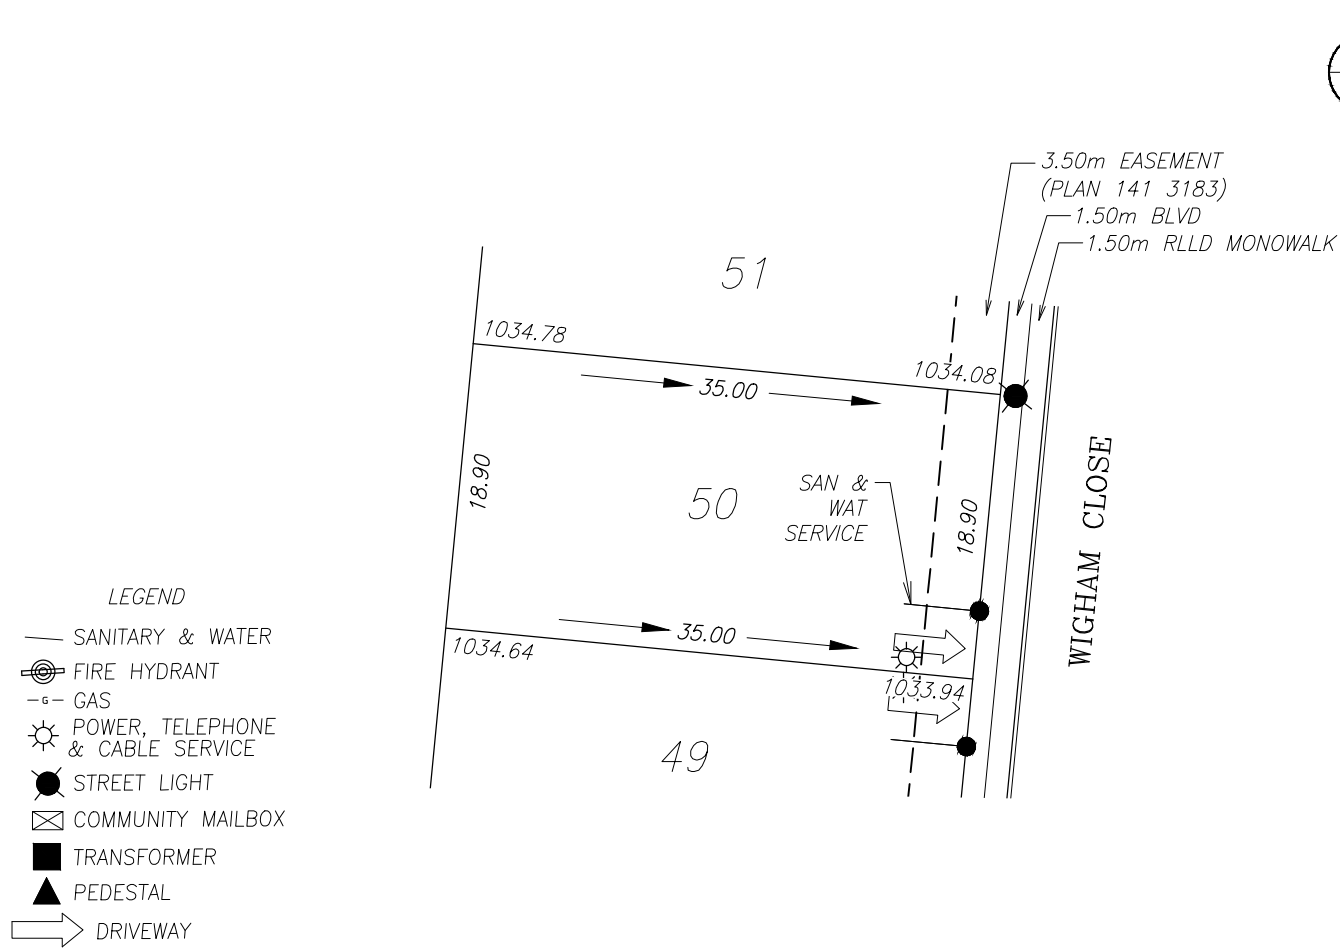 3.50m EASEMENT
(PLAN 141 3183)
1.50m BLVD
1.50m RLLD MONOWALK
51
1034.78
1034.08
35.00
18.90
50
SAN &
WAT
SERVICE
18.90
WIGHAM CLOSE
35.00
1034.64
1033.94
49
LEGEND
SANITARY & WATER
FIRE HYDRANT
G GAS
POWER, TELEPHONE
& CABLE SERVICE
STREET LIGHT
COMMUNITY MAILBOX
TRANSFORMER
PEDESTAL
DRIVEWAY